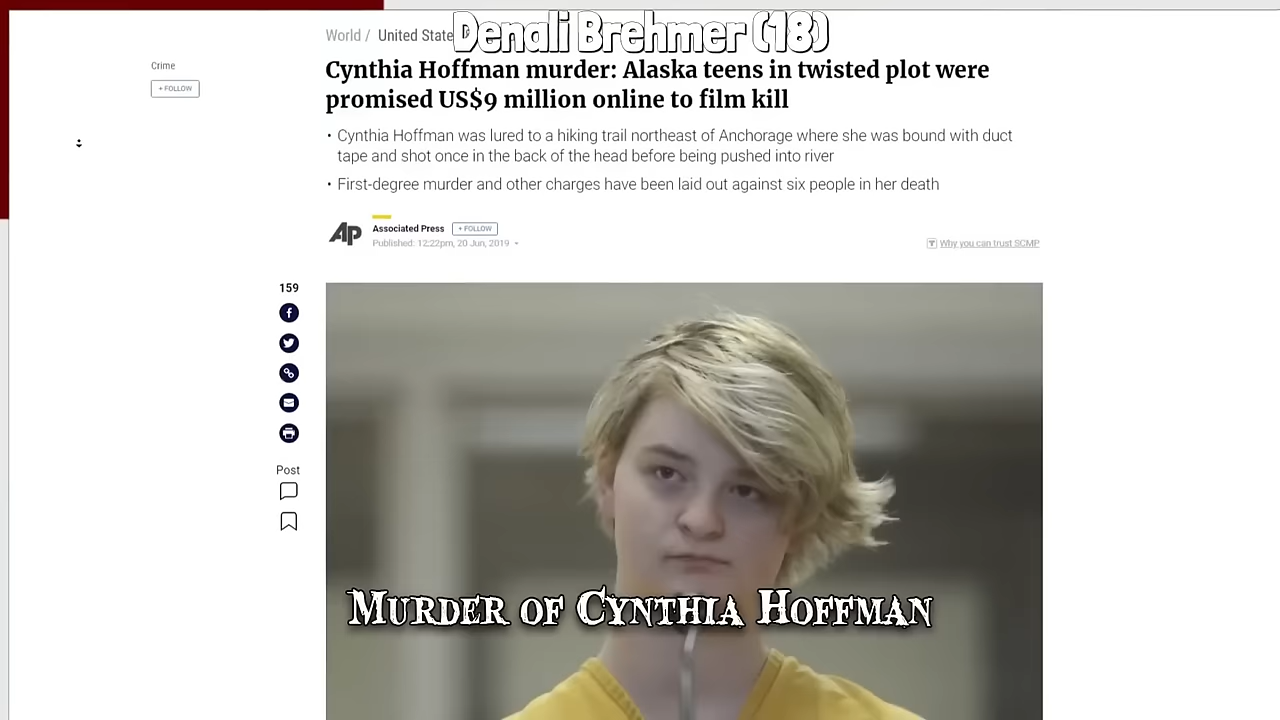 Denali Brehmer (18)
World / United State
Crime
+ FOLLOW
Cynthia Hoffman murder: Alaska teens in twisted plot were
promised US$9 million online to film kill
• Cynthia Hoffman was lured to a hiking trail northeast of Anchorage where she was bound with duct
tape and shot once in the back of the head before being pushed into river
• First-degree murder and other charges have been laid out against six people in her death
AP
Associated Press + FOLLOW
Published: 12:22pm, 20 Jun, 2019
Why you can trust SCMP
159
Post
Murder of Cynthia Hoffman